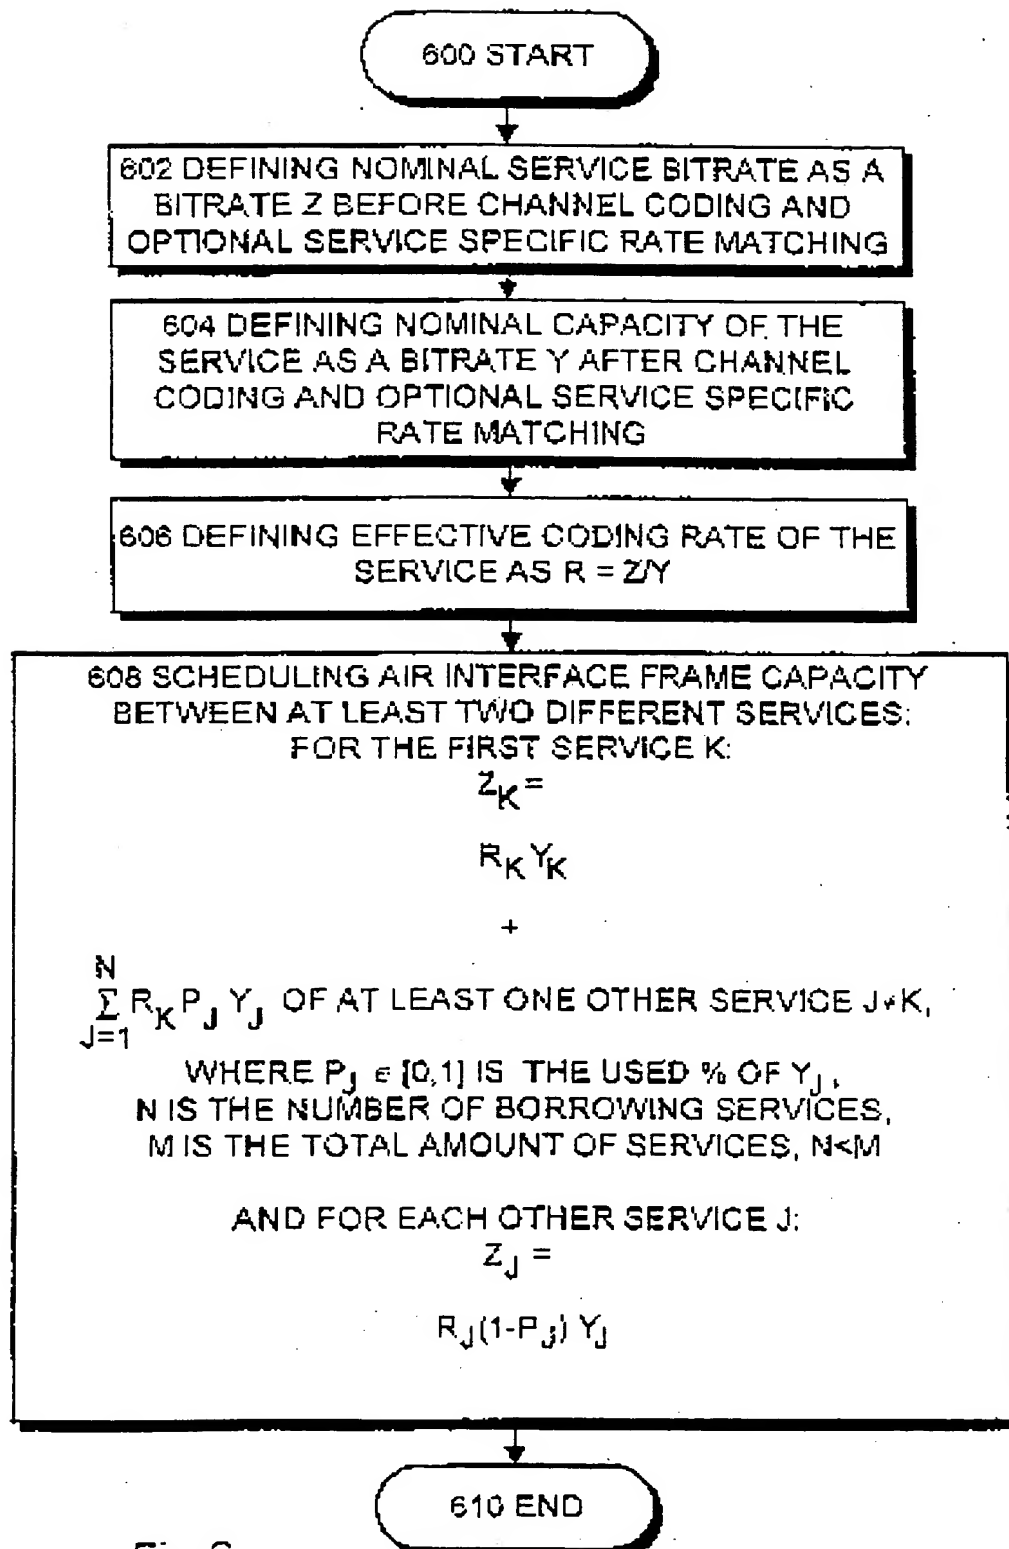 600 START
602 DEFINING NOMINAL SERVICE BITRATE AS A
BITRATE Z BEFORE CHANNEL CODING AND
OPTIONAL SERVICE SPECIFIC RATE MATCHING
604 DEFINING NOMINAL CAPACITY OF THE
SERVICE AS A BITRATE Y AFTER CHANNEL
CODING AND OPTIONAL SERVICE SPECIFIC
RATE MATCHING
606 DEFINING EFFECTIVE CODING RATE OF THE
SERVICE AS R = Z/Y
608 SCHEDULING AIR INTERFACE FRAME CAPACITY
BETWEEN AT LEAST TWO DIFFERENT SERVICES:
FOR THE FIRST SERVICE K:
Z_K =
R_K Y_K
+
N
Σ R_K P_J Y_J OF AT LEAST ONE OTHER SERVICE J≠K,
J=1
WHERE P_J ∈ [0,1] IS THE USED % OF Y_J,
N IS THE NUMBER OF BORROWING SERVICES,
M IS THE TOTAL AMOUNT OF SERVICES, N<M
AND FOR EACH OTHER SERVICE J:
Z_J =
R_J(1-P_J) Y_J
610 END